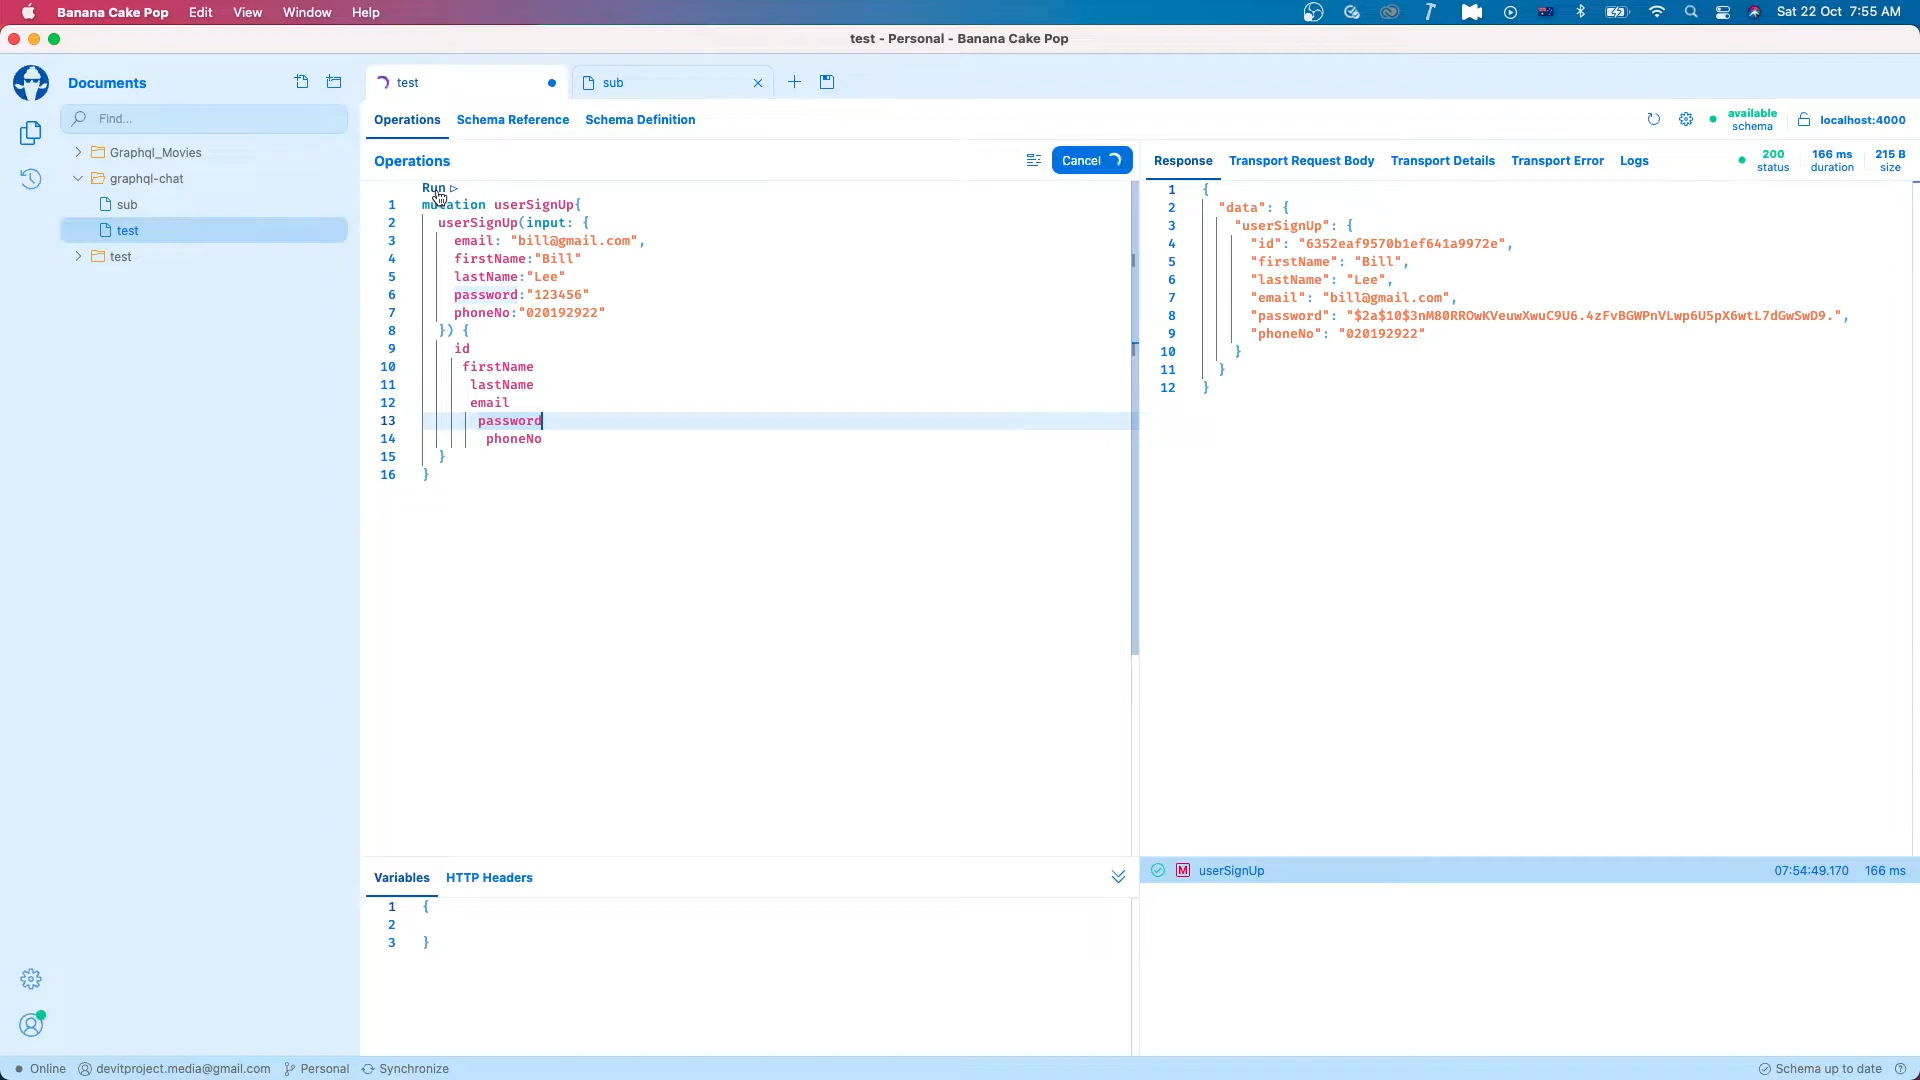 Banana Cake Pop Edit View Window Help
Sat 22 Oct 7:55 AM
test - Personal - Banana Cake Pop
Documents
Find...
Graphql_Movies
graphql-chat
sub
test
test
test
sub
Operations Schema Reference Schema Definition
available
schema
localhost:4000
Operations
Cancel
Run
1 mutation userSignUp{
2 userSignUp(input: {
3 email: "bill@gmail.com",
4 firstName:"Bill"
5 lastName:"Lee"
6 password:"123456"
7 phoneNo:"020192922"
8 }) {
9 id
10 firstName
11 lastName
12 email
13 password
14 phoneNo
15 }
16 }
Response Transport Request Body Transport Details Transport Error Logs
200
status
166 ms
duration
215 B
size
1 {
2 "data": {
3 "userSignUp": {
4 "id": "6352eaf9570b1ef641a9972e",
5 "firstName": "Bill",
6 "lastName": "Lee",
7 "email": "bill@gmail.com",
8 "password": "$2a$10$3nM80RROwKVeuwXwuC9U6.4zFvBGWPnVLwp6U5pX6wtL7dGwSwD9.",
9 "phoneNo": "020192922"
10 }
11 }
12 }
Variables HTTP Headers
1 {
2
3 }
M userSignUp 07:54:49.170 166 ms
Online devitproject.media@gmail.com Personal Synchronize
Schema up to date